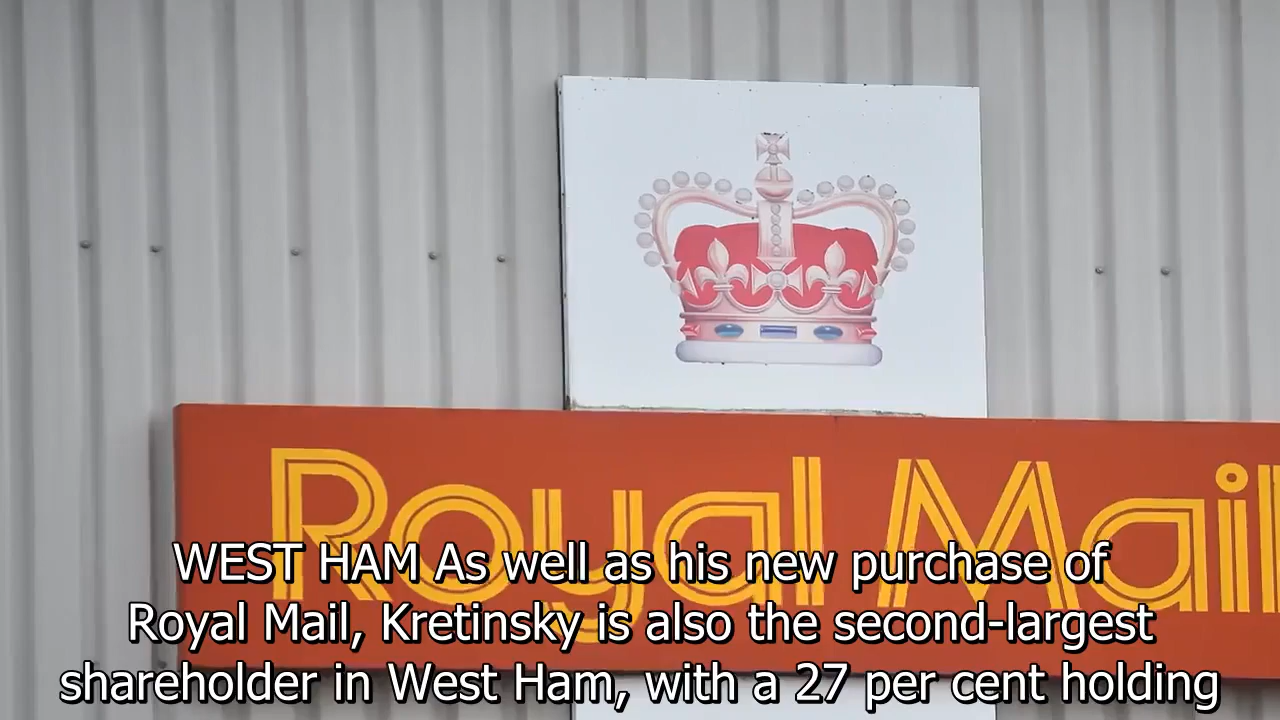 Royal Mail
WEST HAM As well as his new purchase of
Royal Mail, Kretinsky is also the second-largest
shareholder in West Ham, with a 27 per cent holding